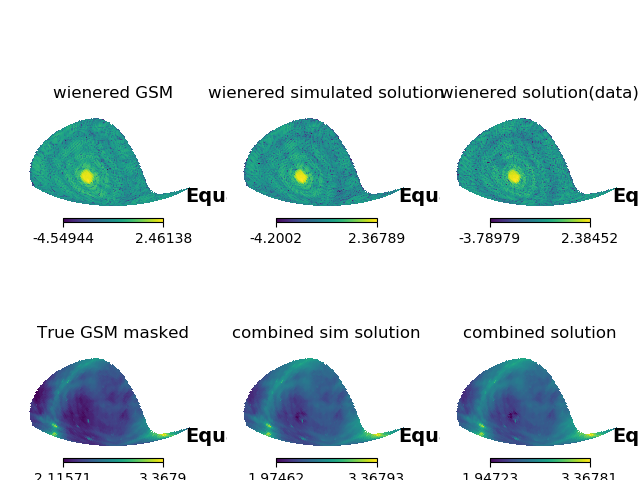 wienered GSM wienered simulated solution wienered solution(data)
Equ Equ Eq
-4.54944 2.46138 -4.2002 2.36789 -3.78979 2.38452
True GSM masked combined sim solution combined solution
Equ Equ Eq
2.11571 3.3679 1.97462 3.36793 1.94723 3.36781